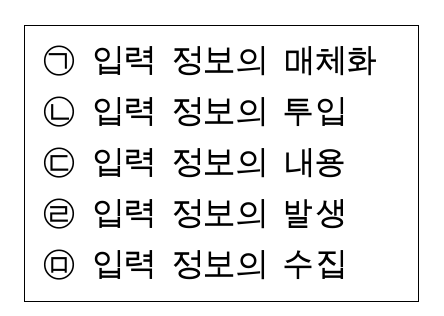 ㉠ 입력 정보의 매체화
㉡ 입력 정보의 투입
㉢ 입력 정보의 내용
㉣ 입력 정보의 발생
㉤ 입력 정보의 수집